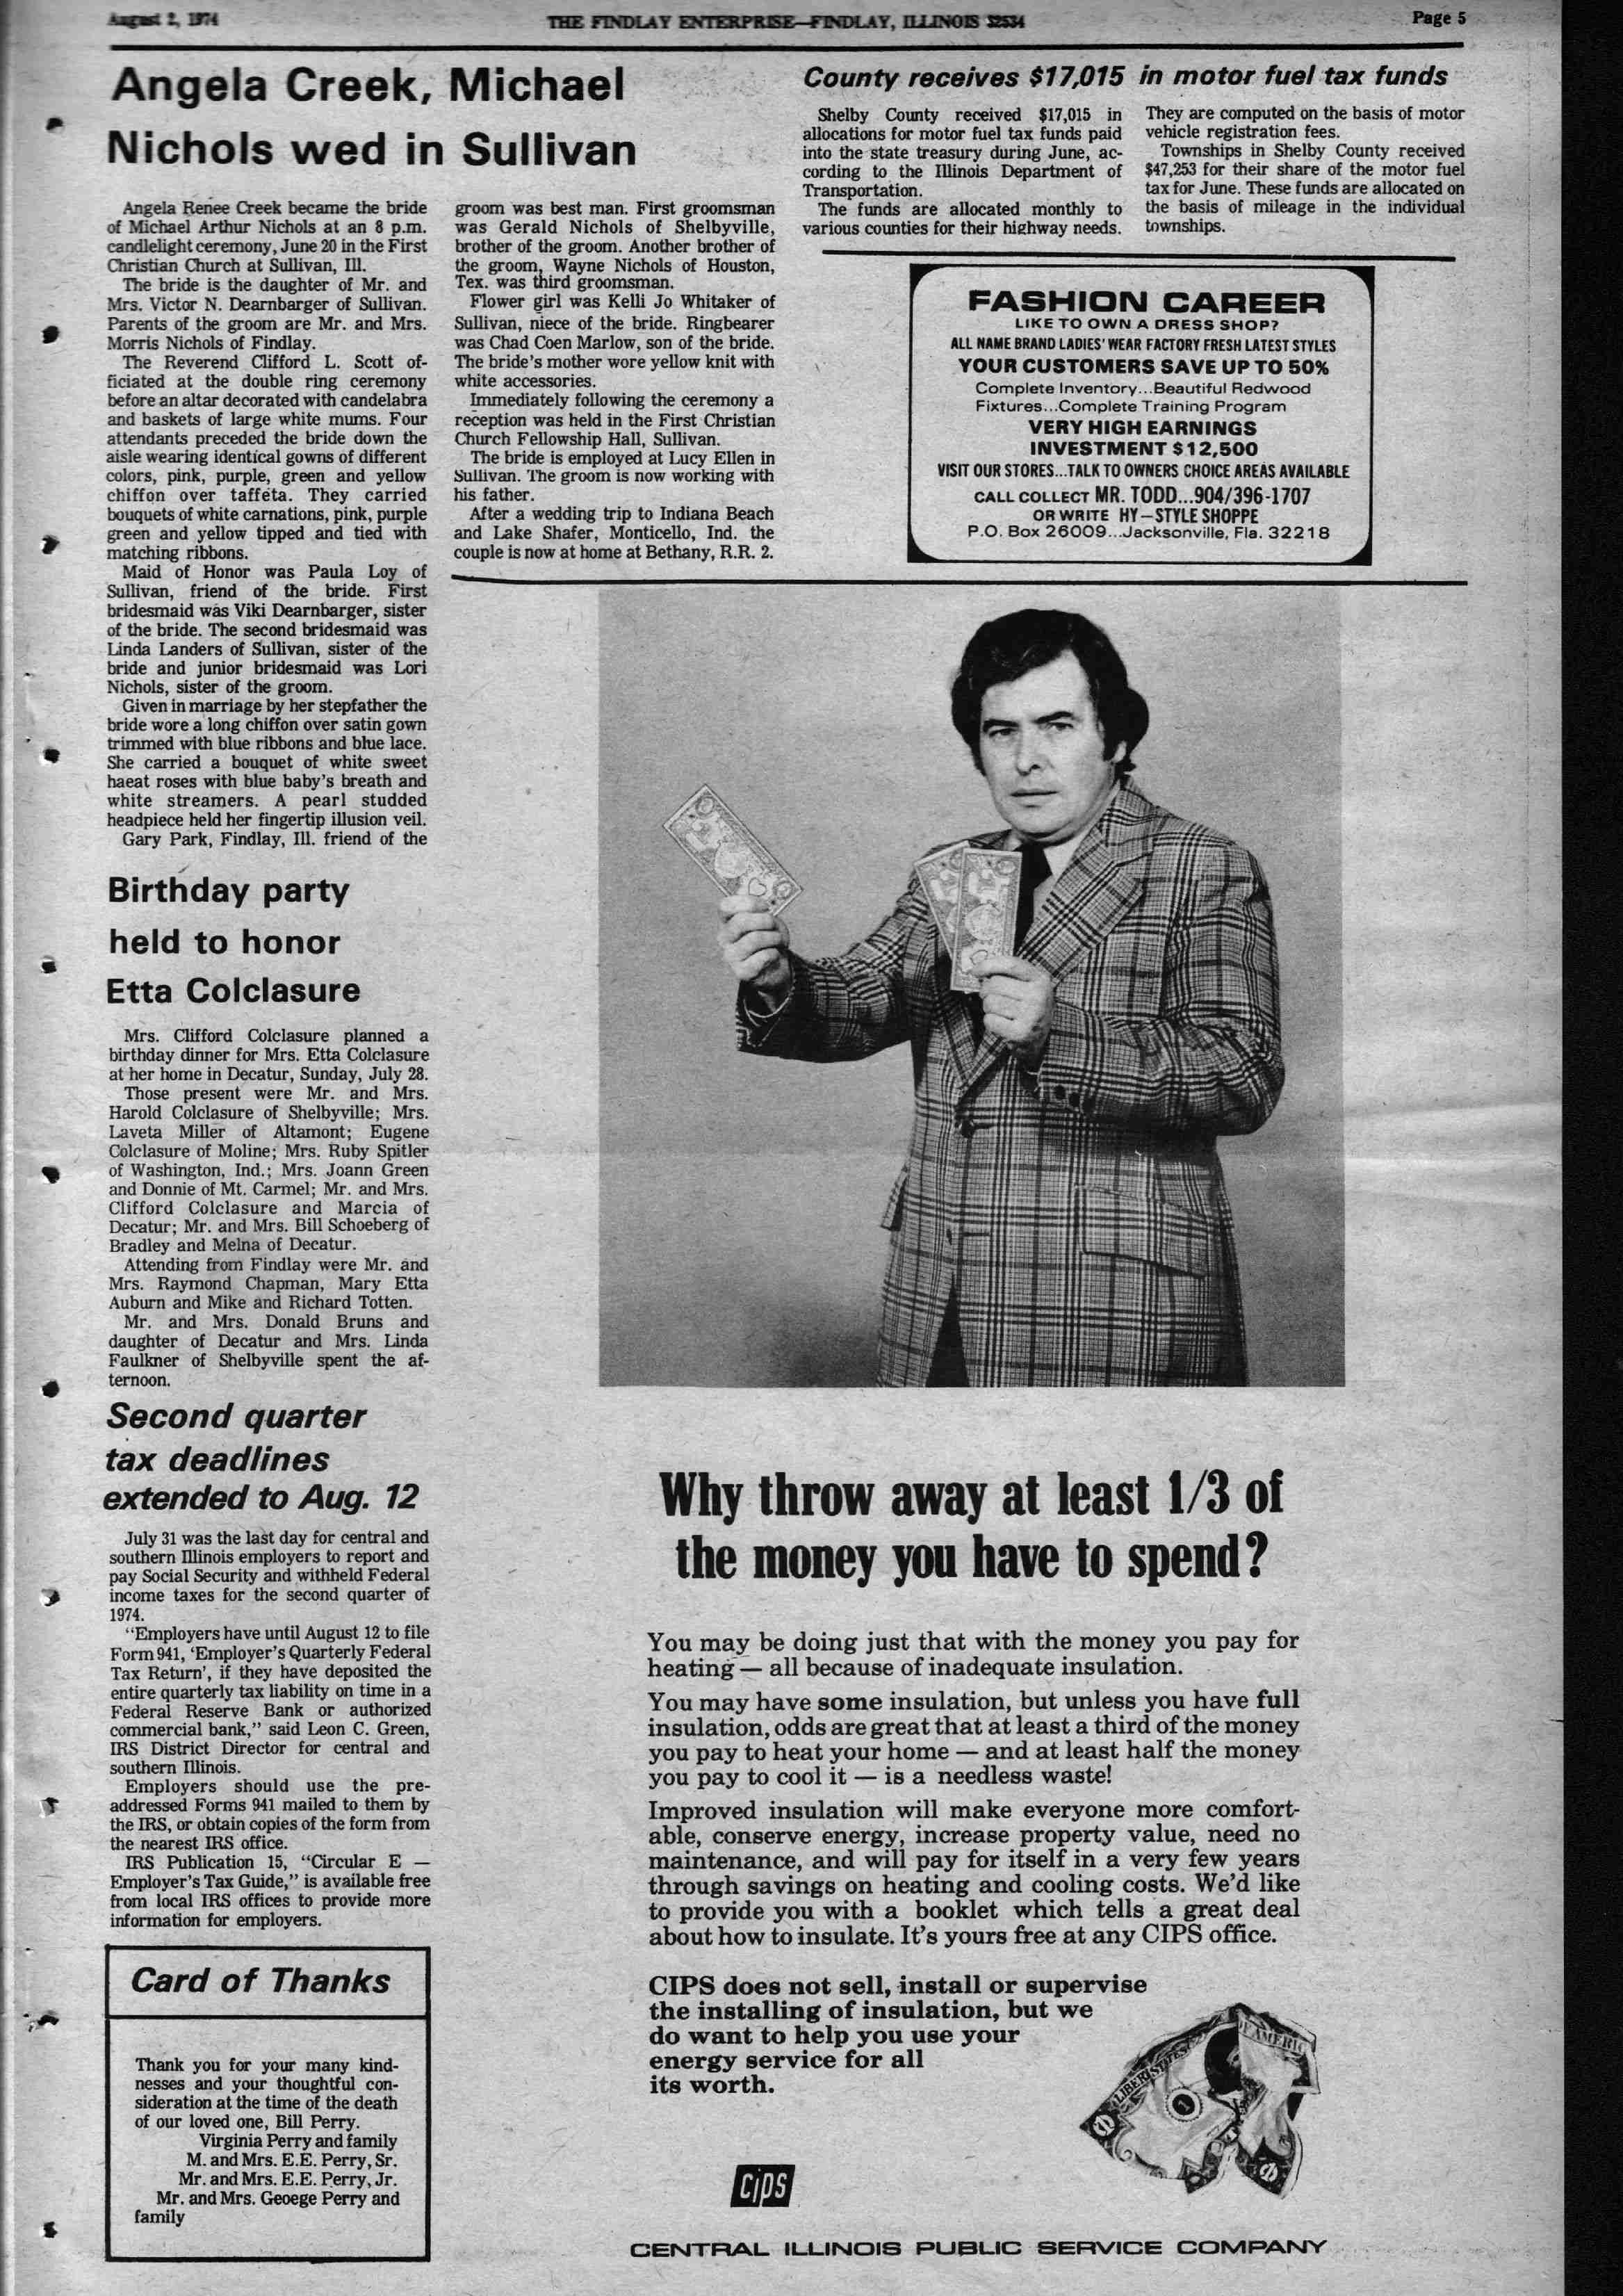 August 2, 1974
THE FINDLAY ENTERPRISE—FINDLAY, ILLINOIS 32534
Page 5
Angela Creek, Michael
Nichols wed in Sullivan
Angela Renee Creek became the bride
of Michael Arthur Nichols at an 8 p.m.
candlelight ceremony, June 20 in the First
Christian Church at Sullivan, Ill.
The bride is the daughter of Mr. and
Mrs. Victor N. Dearnbarger of Sullivan.
Parents of the groom are Mr. and Mrs.
Morris Nichols of Findlay.
The Reverend Clifford L. Scott of-
ficiated at the double ring ceremony
before an altar decorated with candelabra
and baskets of large white mums. Four
attendants preceded the bride down the
aisle wearing identical gowns of different
colors, pink, purple, green and yellow
chiffon over taffeta. They carried
bouquets of white carnations, pink, purple
green and yellow tipped and tied with
matching ribbons.
Maid of Honor was Paula Loy of
Sullivan, friend of the bride. First
bridesmaid was Viki Dearnbarger, sister
of the bride. The second bridesmaid was
Linda Landers of Sullivan, sister of the
bride and junior bridesmaid was Lori
Nichols, sister of the groom.
Given in marriage by her stepfather the
bride wore a long chiffon over satin gown
trimmed with blue ribbons and blue lace.
She carried a bouquet of white sweet
haeat roses with blue baby's breath and
white streamers. A pearl studded
headpiece held her fingertip illusion veil.
Gary Park, Findlay, Ill. friend of the
groom was best man. First groomsman
was Gerald Nichols of Shelbyville,
brother of the groom. Another brother of
the groom, Wayne Nichols of Houston,
Tex. was third groomsman.
Flower girl was Kelli Jo Whitaker of
Sullivan, niece of the bride. Ringbearer
was Chad Coen Marlow, son of the bride.
The bride's mother wore yellow knit with
white accessories.
Immediately following the ceremony a
reception was held in the First Christian
Church Fellowship Hall, Sullivan.
The bride is employed at Lucy Ellen in
Sullivan. The groom is now working with
his father.
After a wedding trip to Indiana Beach
and Lake Shafer, Monticello, Ind. the
couple is now at home at Bethany, R.R. 2.
County receives $17,015 in motor fuel tax funds
Shelby County received $17,015 in
allocations for motor fuel tax funds paid
into the state treasury during June, ac-
cording to the Illinois Department of
Transportation.
The funds are allocated monthly to
various counties for their highway needs.
They are computed on the basis of motor
vehicle registration fees.
Townships in Shelby County received
$47,253 for their share of the motor fuel
tax for June. These funds are allocated on
the basis of mileage in the individual
townships.
FASHION CAREER
LIKE TO OWN A DRESS SHOP?
ALL NAME BRAND LADIES' WEAR FACTORY FRESH LATEST STYLES
YOUR CUSTOMERS SAVE UP TO 50%
Complete Inventory...Beautiful Redwood
Fixtures...Complete Training Program
VERY HIGH EARNINGS
INVESTMENT $12,500
VISIT OUR STORES...TALK TO OWNERS CHOICE AREAS AVAILABLE
CALL COLLECT MR. TODD...904/396-1707
OR WRITE HY-STYLE SHOPPE
P.O. Box 26009...Jacksonville, Fla. 32218
Birthday party
held to honor
Etta Colclasure
Mrs. Clifford Colclasure planned a
birthday dinner for Mrs. Etta Colclasure
at her home in Decatur, Sunday, July 28.
Those present were Mr. and Mrs.
Harold Colclasure of Shelbyville; Mrs.
Laveta Miller of Altamont; Eugene
Colclasure of Moline; Mrs. Ruby Spitler
of Washington, Ind.; Mrs. Joann Green
and Donnie of Mt. Carmel; Mr. and Mrs.
Clifford Colclasure and Marcia of
Decatur; Mr. and Mrs. Bill Schoeberg of
Bradley and Melna of Decatur.
Attending from Findlay were Mr. and
Mrs. Raymond Chapman, Mary Etta
Auburn and Mike and Richard Totten.
Mr. and Mrs. Donald Bruns and
daughter of Decatur and Mrs. Linda
Faulkner of Shelbyville spent the af-
ternoon.
Second quarter
tax deadlines
extended to Aug. 12
July 31 was the last day for central and
southern Illinois employers to report and
pay Social Security and withheld Federal
income taxes for the second quarter of
1974.
"Employers have until August 12 to file
Form 941, 'Employer's Quarterly Federal
Tax Return', if they have deposited the
entire quarterly tax liability on time in a
Federal Reserve Bank or authorized
commercial bank," said Leon C. Green,
IRS District Director for central and
southern Illinois.
Employers should use the pre-
addressed Forms 941 mailed to them by
the IRS, or obtain copies of the form from
the nearest IRS office.
IRS Publication 15, "Circular E —
Employer's Tax Guide," is available free
from local IRS offices to provide more
information for employers.
Card of Thanks
Thank you for your many kind-
nesses and your thoughtful con-
sideration at the time of the death
of our loved one, Bill Perry.
Virginia Perry and family
M. and Mrs. E.E. Perry, Sr.
Mr. and Mrs. E.E. Perry, Jr.
Mr. and Mrs. Geoege Perry and
family
Why throw away at least 1/3 of
the money you have to spend?
You may be doing just that with the money you pay for
heating — all because of inadequate insulation.
You may have some insulation, but unless you have full
insulation, odds are great that at least a third of the money
you pay to heat your home — and at least half the money
you pay to cool it — is a needless waste!
Improved insulation will make everyone more comfort-
able, conserve energy, increase property value, need no
maintenance, and will pay for itself in a very few years
through savings on heating and cooling costs. We'd like
to provide you with a booklet which tells a great deal
about how to insulate. It's yours free at any CIPS office.
CIPS does not sell, install or supervise
the installing of insulation, but we
do want to help you use your
energy service for all
its worth.
CIPS
CENTRAL ILLINOIS PUBLIC SERVICE COMPANY